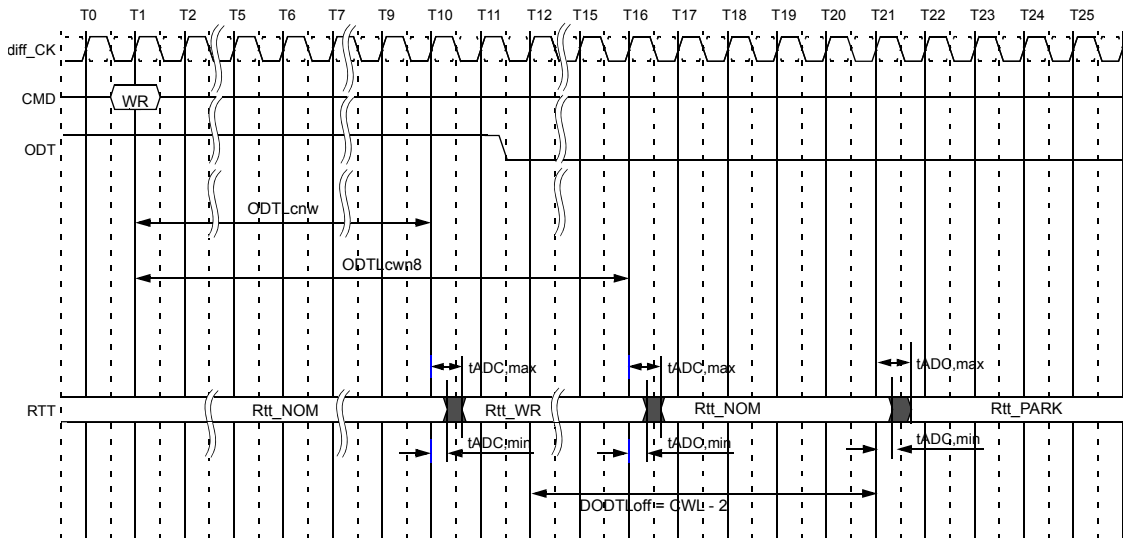 T0 T1 T2 T5 T6 T7 T9 T10 T11 T12 T15 T16 T17 T18 T19 T20 T21 T22 T23 T24 T25
diff_CK
CMD WR
ODT
ODTLcnw
ODTLcwn8
tADC,max tADC,max tADO,max
RTT Rtt_NOM Rtt_WR Rtt_NOM Rtt_PARK
tADC,min tADO,min tADC,min
DODTLoff = CWL - 2